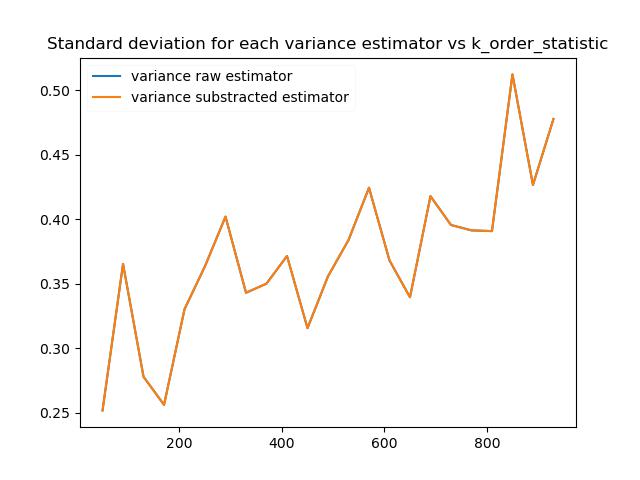 Standard deviation for each variance estimator vs k_order_statistic
variance raw estimator
variance substracted estimator
0.50
0.45
0.40
0.35
0.30
0.25
200 400 600 800